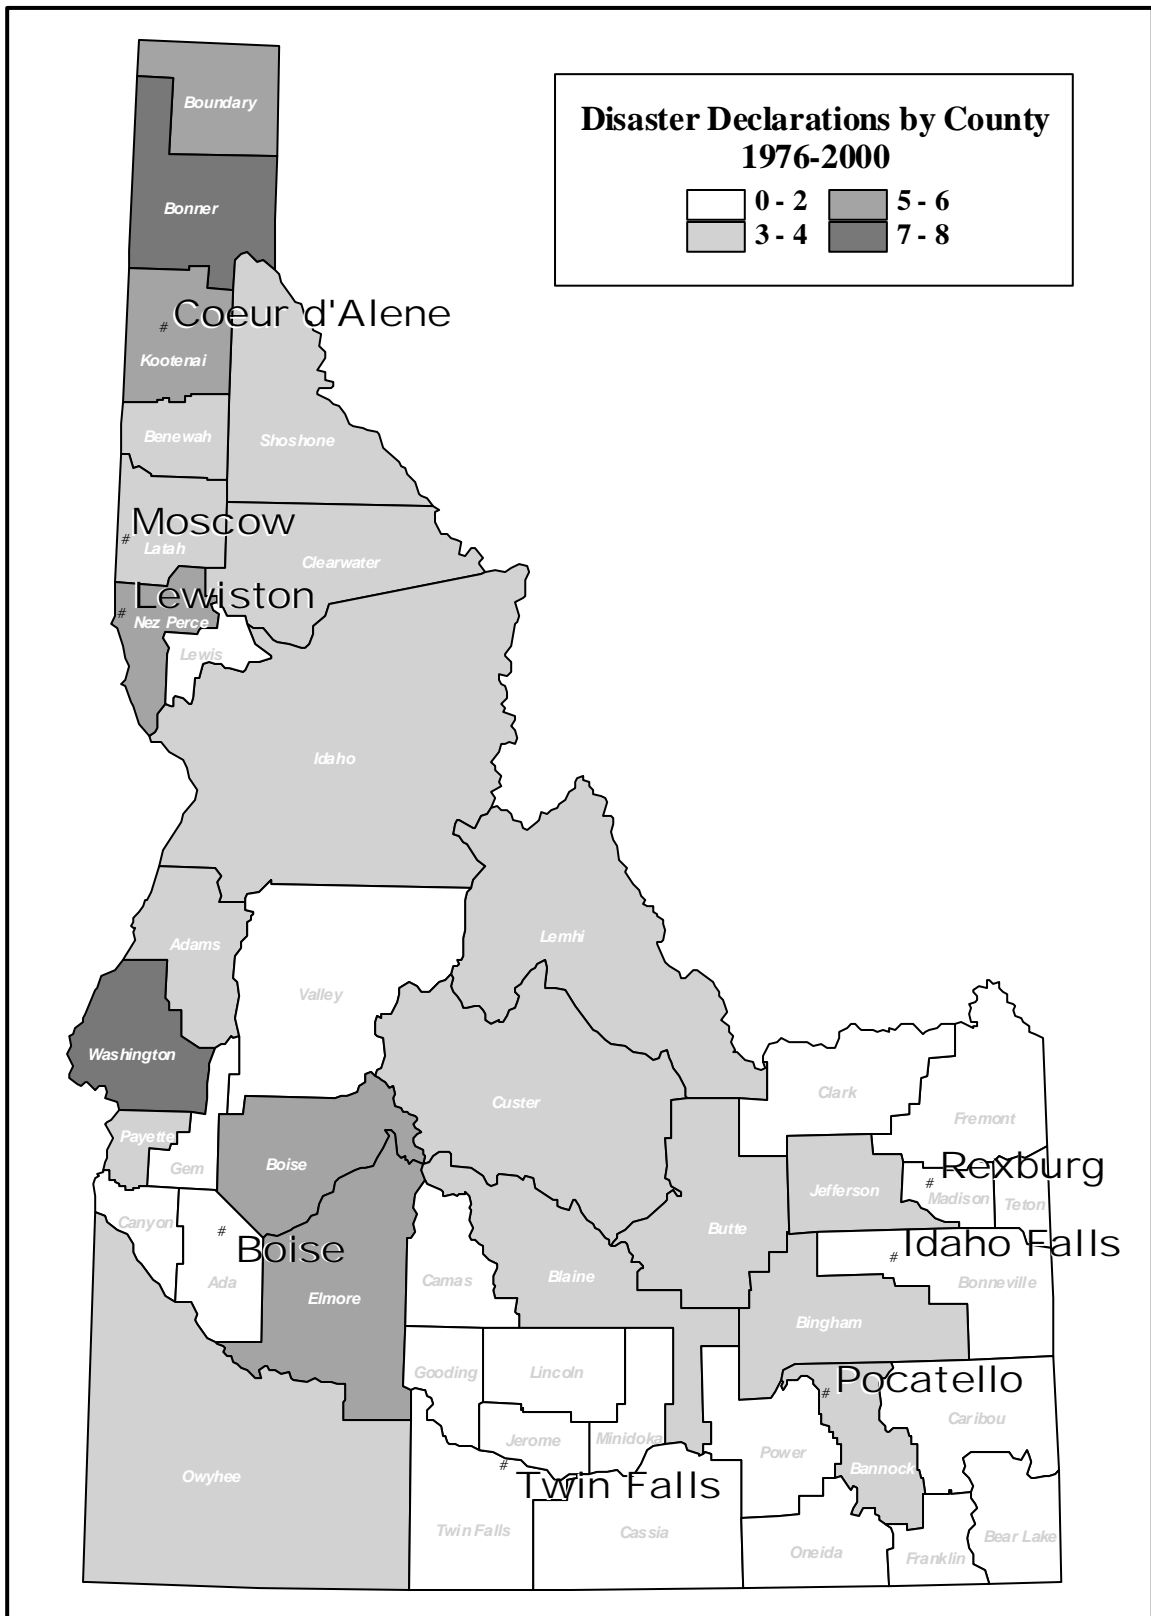 Disaster Declarations by County
1976-2000
0 - 2
5 - 6
3 - 4
7 - 8
Boundary
Bonner
# Coeur d'Alene
Kootenai
Benewah
Shoshone
# Moscow
Latah
Clearwater
# Lewiston
Nez Perce
Lewis
Idaho
Lemhi
Adams
Valley
Washington
Custer
Clark
Fremont
Payette
Gem
Boise
# Rexburg
Jefferson
Madison
Teton
Canyon
Butte
# Boise
# Idaho Falls
Ada
Camas
Blaine
Bonneville
Elmore
Bingham
Gooding
Lincoln
# Pocatello
Caribou
Jerome
Minidoka
Power
Bannock
Owyhee
# Twin Falls
Twin Falls
Cassia
Oneida
Franklin
Bear Lake